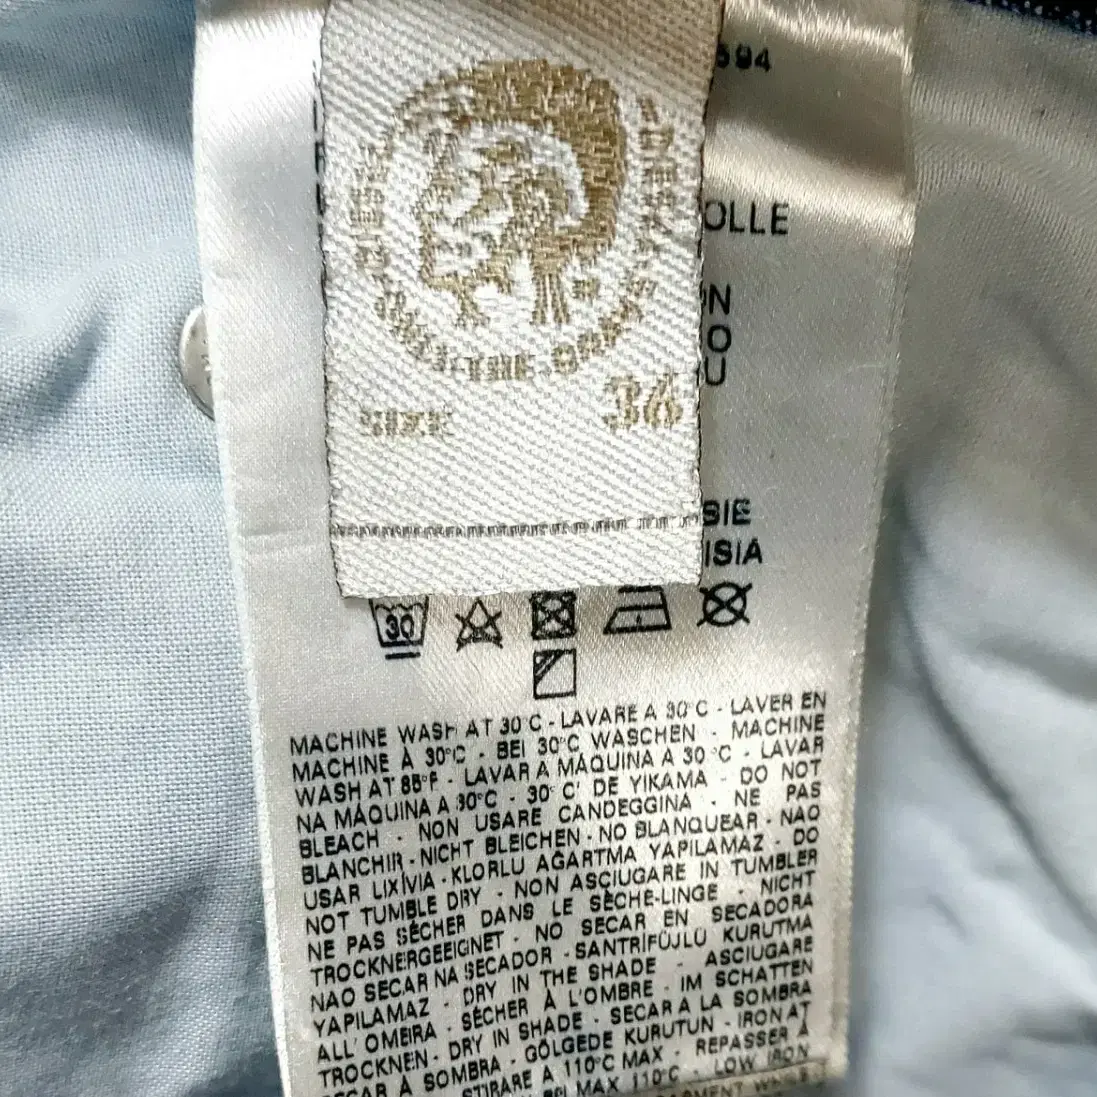 594
OLLE
ON
O
U
SIZE 36
SIE
ISIA
30
MACHINE WASH AT 30°C - LAVARE A 30°C - LAVER EN
MACHINE A 30°C - BEI 30°C WASCHEN - MACHINE
WASH AT 85°F - LAVAR A MÁQUINA A 30°C - LAVAR
NA MÁQUINA A 30°C - 30°C' DE YIKAMA - DO NOT
BLEACH - NON USARE CANDEGGINA - NE PAS
BLANCHIR - NICHT BLEICHEN - NO BLANQUEAR - NAO
USAR LIXÍVIA - KLORLU AĞARTMA YAPILAMAZ - DO
NOT TUMBLE DRY - NON ASCIUGARE IN TUMBLER
NE PAS SÉCHER DANS LE SÈCHE-LINGE - NICHT
TROCKNERGEEIGNET - NO SECAR EN SECADORA
NAO SECAR NA SECADOR - SANTRİFÜJLÜ KURUTMA
YAPILAMAZ - DRY IN THE SHADE - ASCIUGARE
ALL'OMBRA - SÉCHER À L'OMBRE - IM SCHATTEN
TROCKNEN - DRY IN SHADE - SECAR A LA SOMBRA
SECAR À SOMBRA - GÖLGEDE KURUTUN - IRON AT
STIRARE A 110°C MAX - REPASSER À
MAX 110°C - LOW IRON